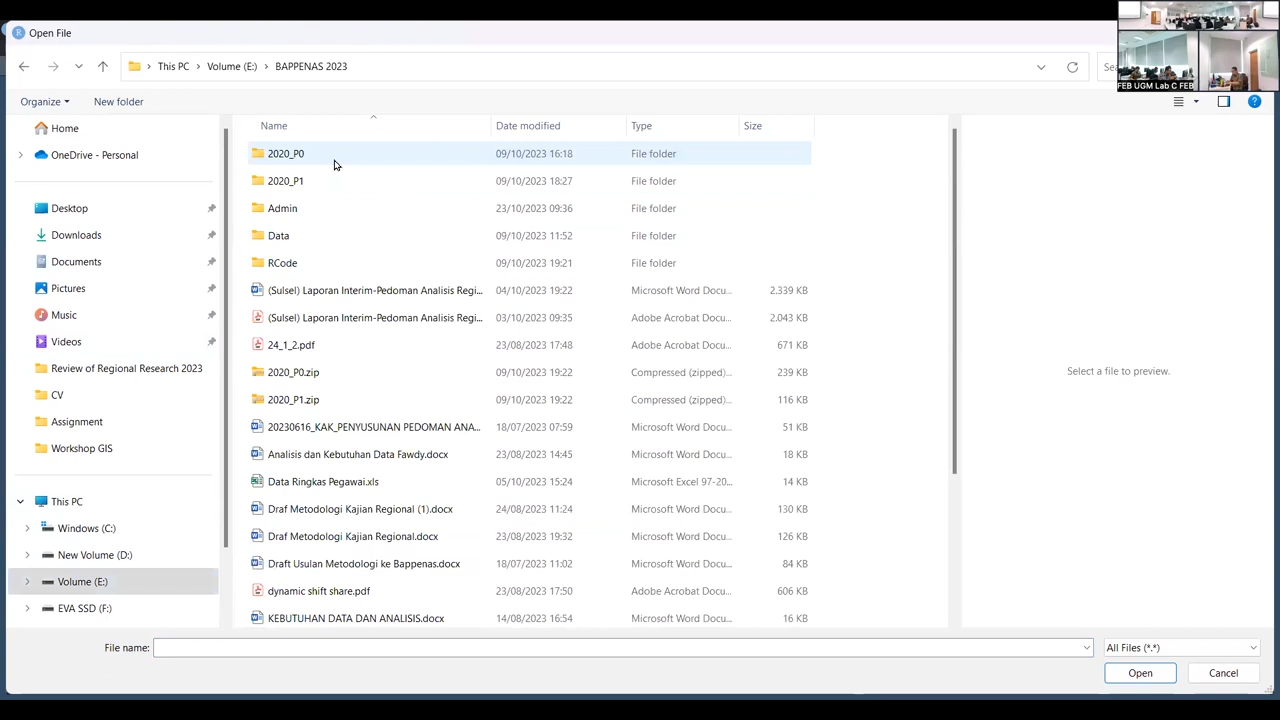 Open File
This PC > Volume (E:) > BAPPENAS 2023
FEB UGM Lab C FEB
Organize
New folder
Home
OneDrive - Personal
Desktop
Downloads
Documents
Pictures
Music
Videos
Review of Regional Research 2023
CV
Assignment
Workshop GIS
This PC
Windows (C:)
New Volume (D:)
Volume (E:)
EVA SSD (F:)
Name Date modified Type Size
2020_P0 09/10/2023 16:18 File folder
2020_P1 09/10/2023 18:27 File folder
Admin 23/10/2023 09:36 File folder
Data 09/10/2023 11:52 File folder
RCode 09/10/2023 19:21 File folder
(Sulsel) Laporan Interim-Pedoman Analisis Regi... 04/10/2023 19:22 Microsoft Word Docu... 2.339 KB
(Sulsel) Laporan Interim-Pedoman Analisis Regi... 03/10/2023 09:35 Adobe Acrobat Docu... 2.043 KB
24_1_2.pdf 23/08/2023 17:48 Adobe Acrobat Docu... 671 KB
2020_P0.zip 09/10/2023 19:22 Compressed (zipped)... 239 KB
2020_P1.zip 09/10/2023 19:22 Compressed (zipped)... 116 KB
20230616_KAK_PENYUSUNAN PEDOMAN ANA... 18/07/2023 07:59 Microsoft Word Docu... 51 KB
Analisis dan Kebutuhan Data Fawdy.docx 23/08/2023 14:45 Microsoft Word Docu... 18 KB
Data Ringkas Pegawai.xls 05/10/2023 15:24 Microsoft Excel 97-20... 14 KB
Draf Metodologi Kajian Regional (1).docx 24/08/2023 11:24 Microsoft Word Docu... 130 KB
Draf Metodologi Kajian Regional.docx 23/08/2023 19:32 Microsoft Word Docu... 126 KB
Draft Usulan Metodologi ke Bappenas.docx 18/07/2023 11:02 Microsoft Word Docu... 84 KB
dynamic shift share.pdf 23/08/2023 17:50 Adobe Acrobat Docu... 606 KB
KEBUTUHAN DATA DAN ANALISIS.docx 14/08/2023 16:54 Microsoft Word Docu... 16 KB
Select a file to preview.
File name:
All Files (*.*)
Open
Cancel